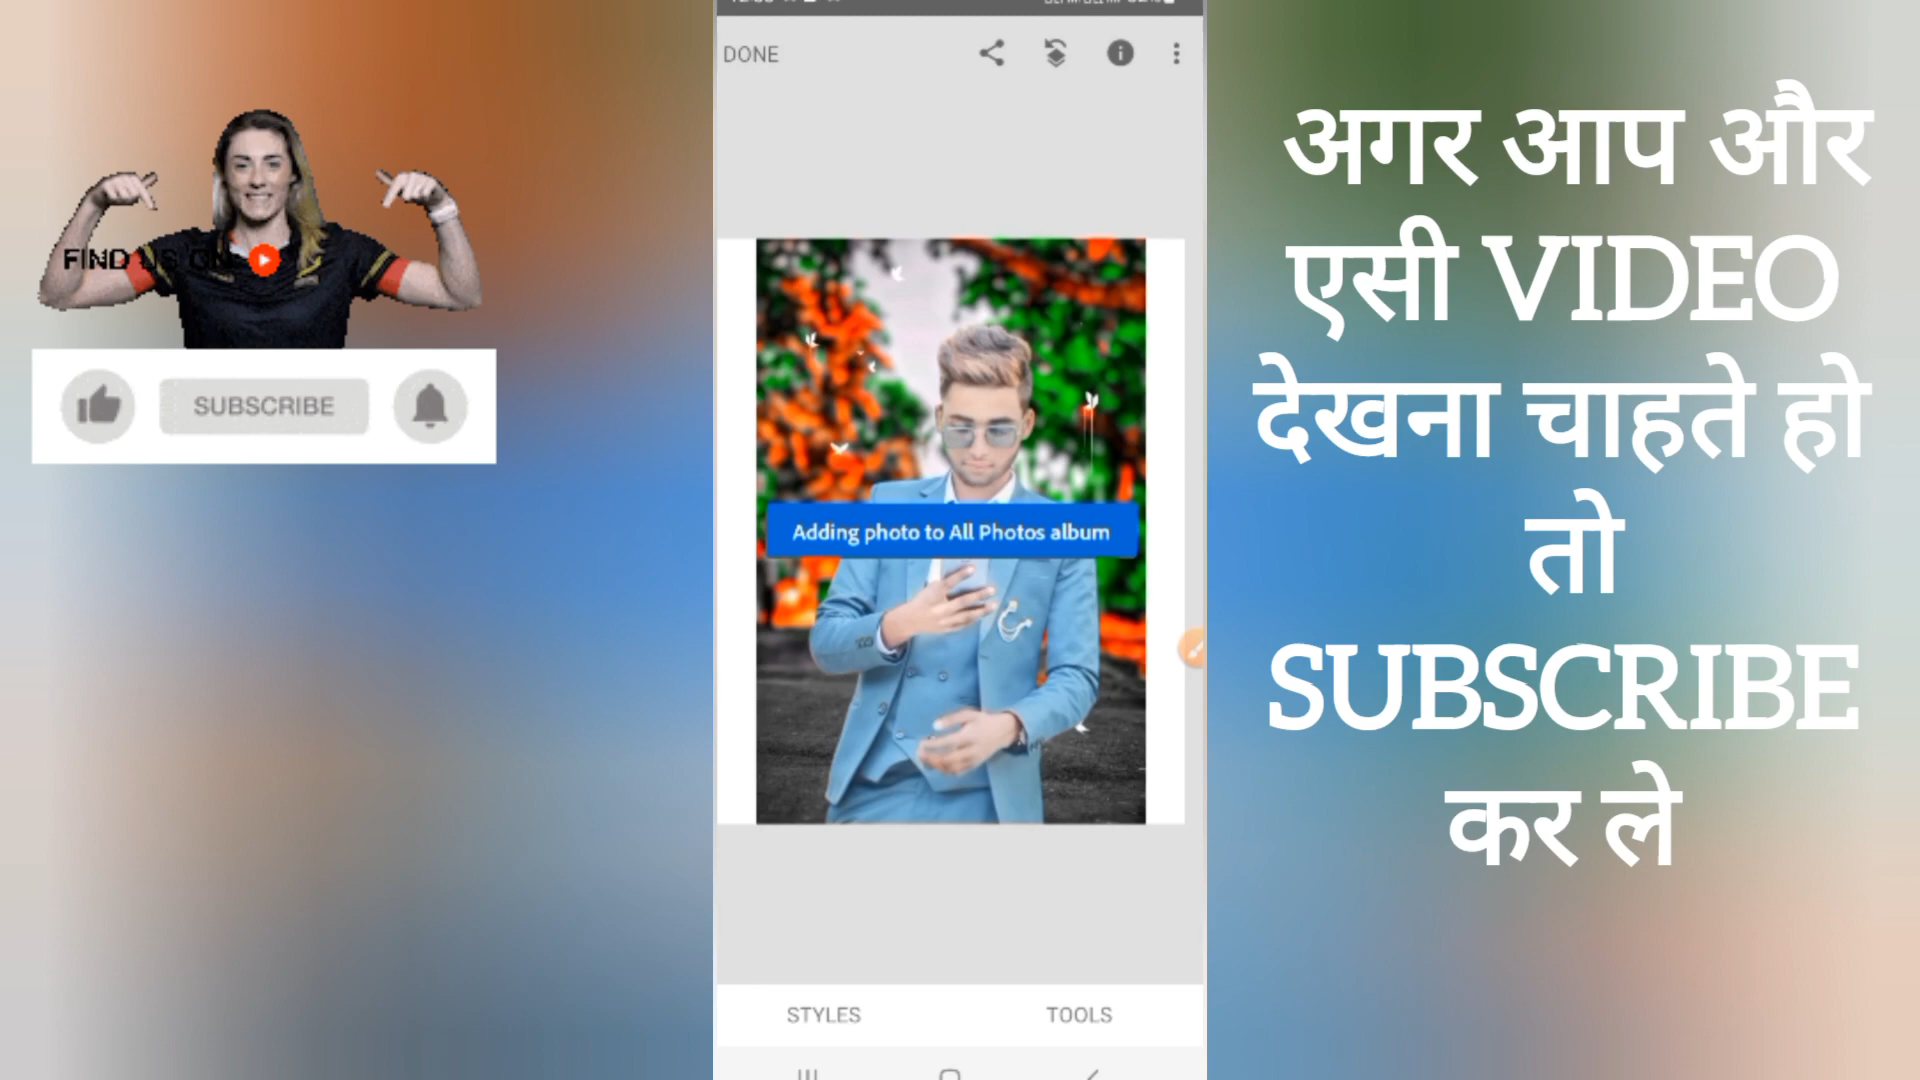 DONE
FIND US ON
SUBSCRIBE
Adding photo to All Photos album
STYLES
TOOLS
अगर आप और
एसी VIDEO
देखना चाहते हो
तो
SUBSCRIBE
कर ले